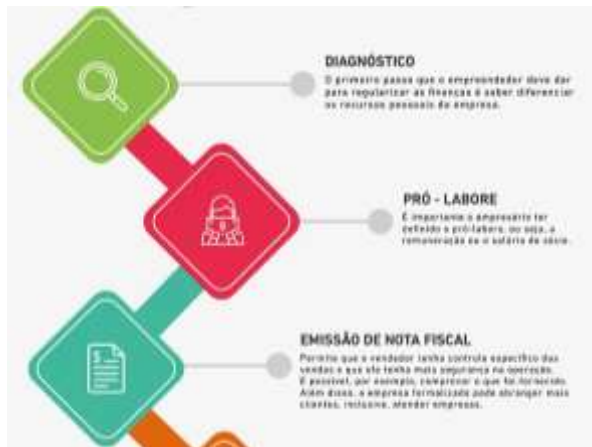 DIAGNÓSTICO
O primeiro passo que o empreendedor deve dar
para regularizar as finanças é saber diferenciar
os recursos pessoais da empresa.
PRÓ - LABORE
É importante o empresário ter
definido o pró-labore, ou seja, a
remuneração ou o salário do sócio.
EMISSÃO DE NOTA FISCAL
Permite que o vendedor tenha controle específico das
vendas e que ele tenha mais segurança na operação.
É possível, por exemplo, comprovar o que foi fornecido.
Além disso, a empresa formalizada pode abranger mais
clientes, inclusive, atender empresas.